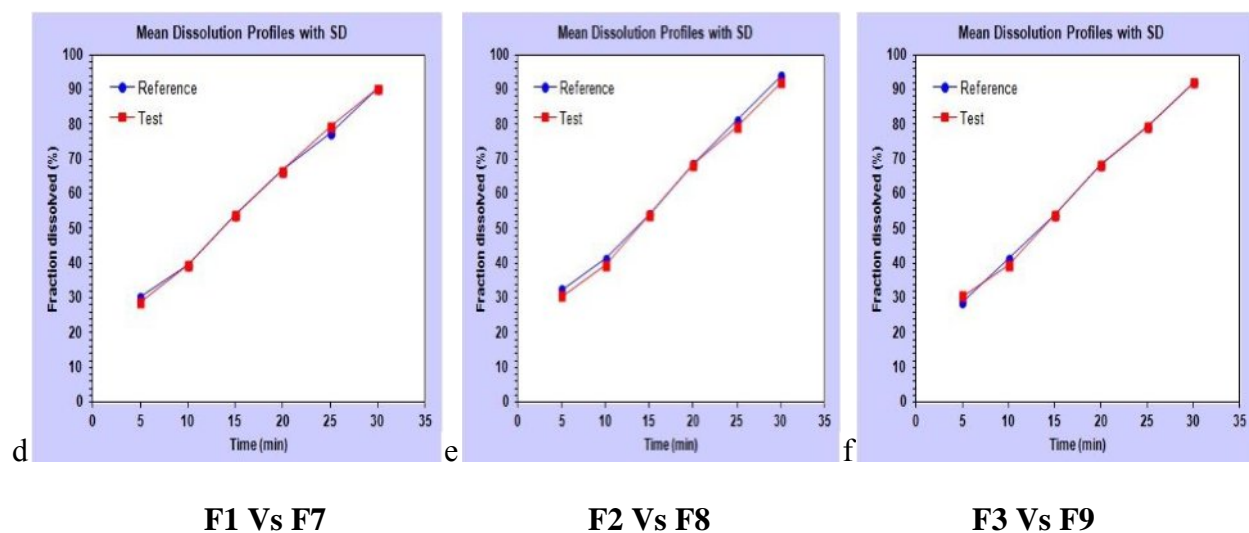 Mean Dissolution Profiles with SD
Fraction dissolved (%)
100
90
80
70
60
50
40
30
20
10
0
Reference
Test
0 5 10 15 20 25 30 35
Time (min)
d
Mean Dissolution Profiles with SD
Fraction dissolved (%)
100
90
80
70
60
50
40
30
20
10
0
Reference
Test
0 5 10 15 20 25 30 35
Time (min)
e
Mean Dissolution Profiles with SD
Fraction dissolved (%)
100
90
80
70
60
50
40
30
20
10
0
Reference
Test
0 5 10 15 20 25 30 35
Time (min)
f
F1 Vs F7
F2 Vs F8
F3 Vs F9